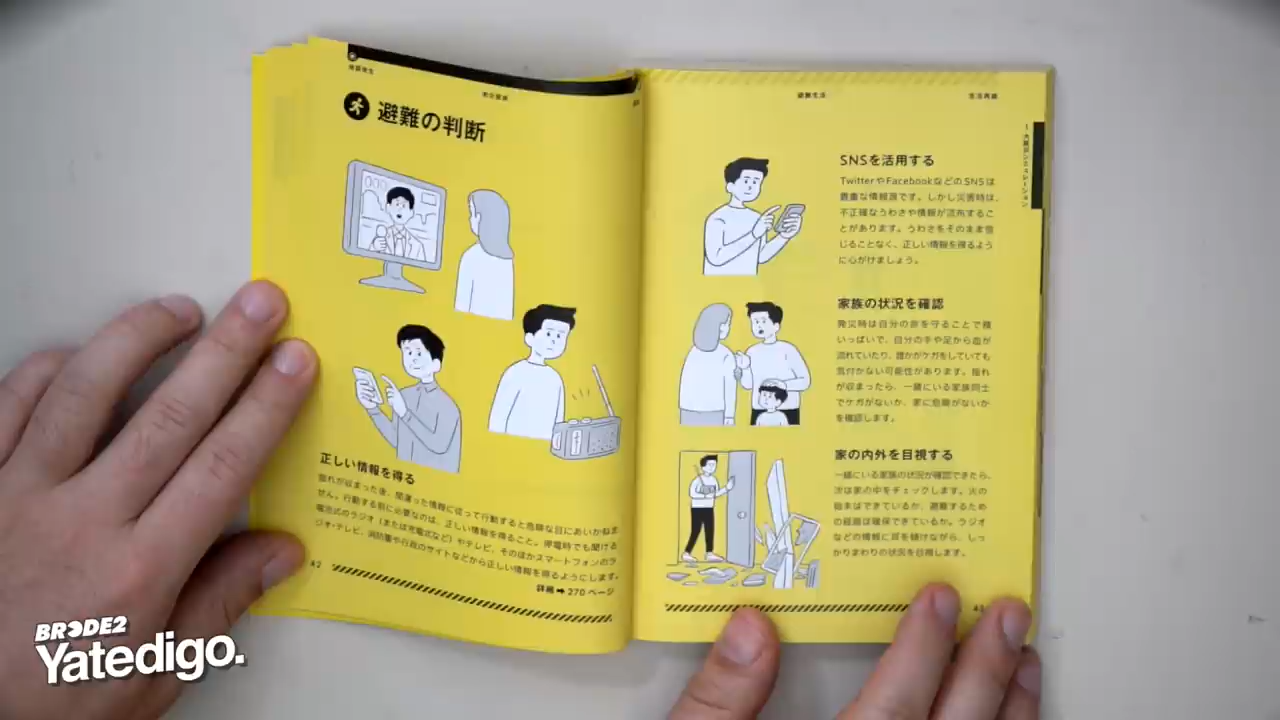 発災
避難の判断
正しい情報を得る
揺れが収まった後、間違った情報に従って行動すると危険な目にあいかねま
せん。行動する前に必要なのは、正しい情報を得ること。停電時でも聞ける
電池式のラジオ（または充電式など）やテレビ、そのほかスマートフォンのラ
ジオ・テレビ、消防署や行政のサイトなどから正しい情報を得るようにします。
詳細➡270ページ
42
避難生活
生活再建
1 大震災シミュレーション
SNSを活用する
TwitterやFacebookなどのSNSは
貴重な情報源です。しかし災害時は、
不正確なうわさや情報が流布するこ
とがあります。うわさをそのまま信
じることなく、正しい情報を得るよう
に心がけましょう。
家族の状況を確認
発災時は自分の身を守ることで精
いっぱいで、自分の手や足から血が
流れていたり、誰かがケガをしていても
気付かない可能性があります。揺れ
が収まったら、一緒にいる家族同士
でケガがないか、家に危険がないか
を確認します。
家の内外を目視する
一緒にいる家族の状況が確認できたら、
次は家の中をチェックします。火の
始末はできているか、避難するため
の経路は確保できているか。ラジオ
などの情報に耳を傾けながら、しっ
かりまわりの状況を目視します。
43
BRODE2
Yatedigo.